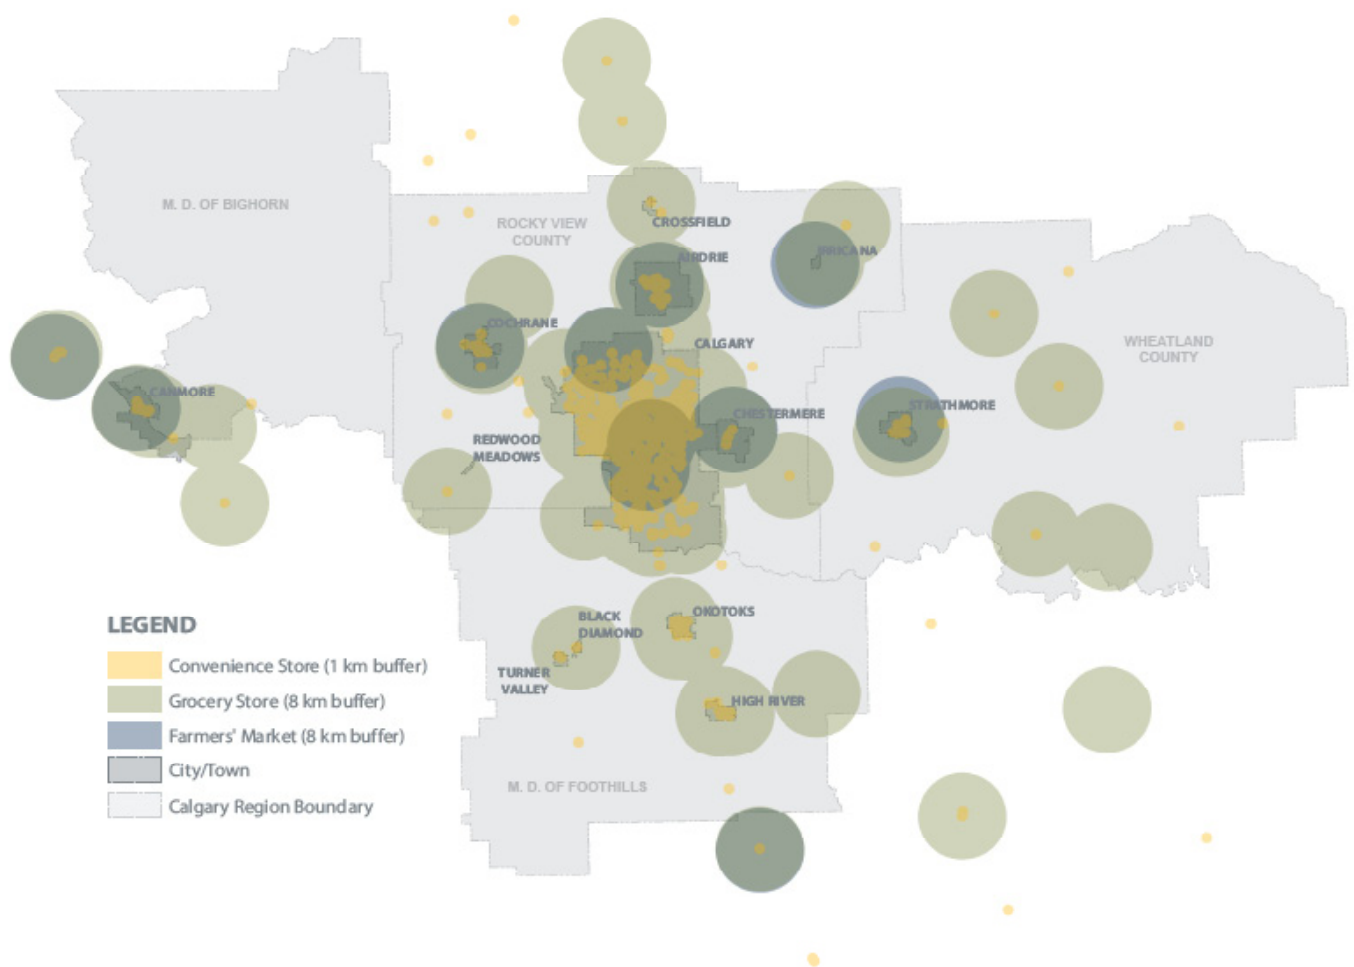 M. D. OF BIGHORN
ROCKY VIEW
COUNTY
CROSSFIELD
AIRDRIE
IRRICANA
COCHRANE
CALGARY
WHEATLAND
COUNTY
CANMORE
CHESTERMERE
STRATHMORE
REDWOOD
MEADOWS
BLACK
DIAMOND
OKOTOKS
TURNER
VALLEY
HIGH RIVER
M. D. OF FOOTHILLS
LEGEND
Convenience Store (1 km buffer)
Grocery Store (8 km buffer)
Farmers' Market (8 km buffer)
City/Town
Calgary Region Boundary